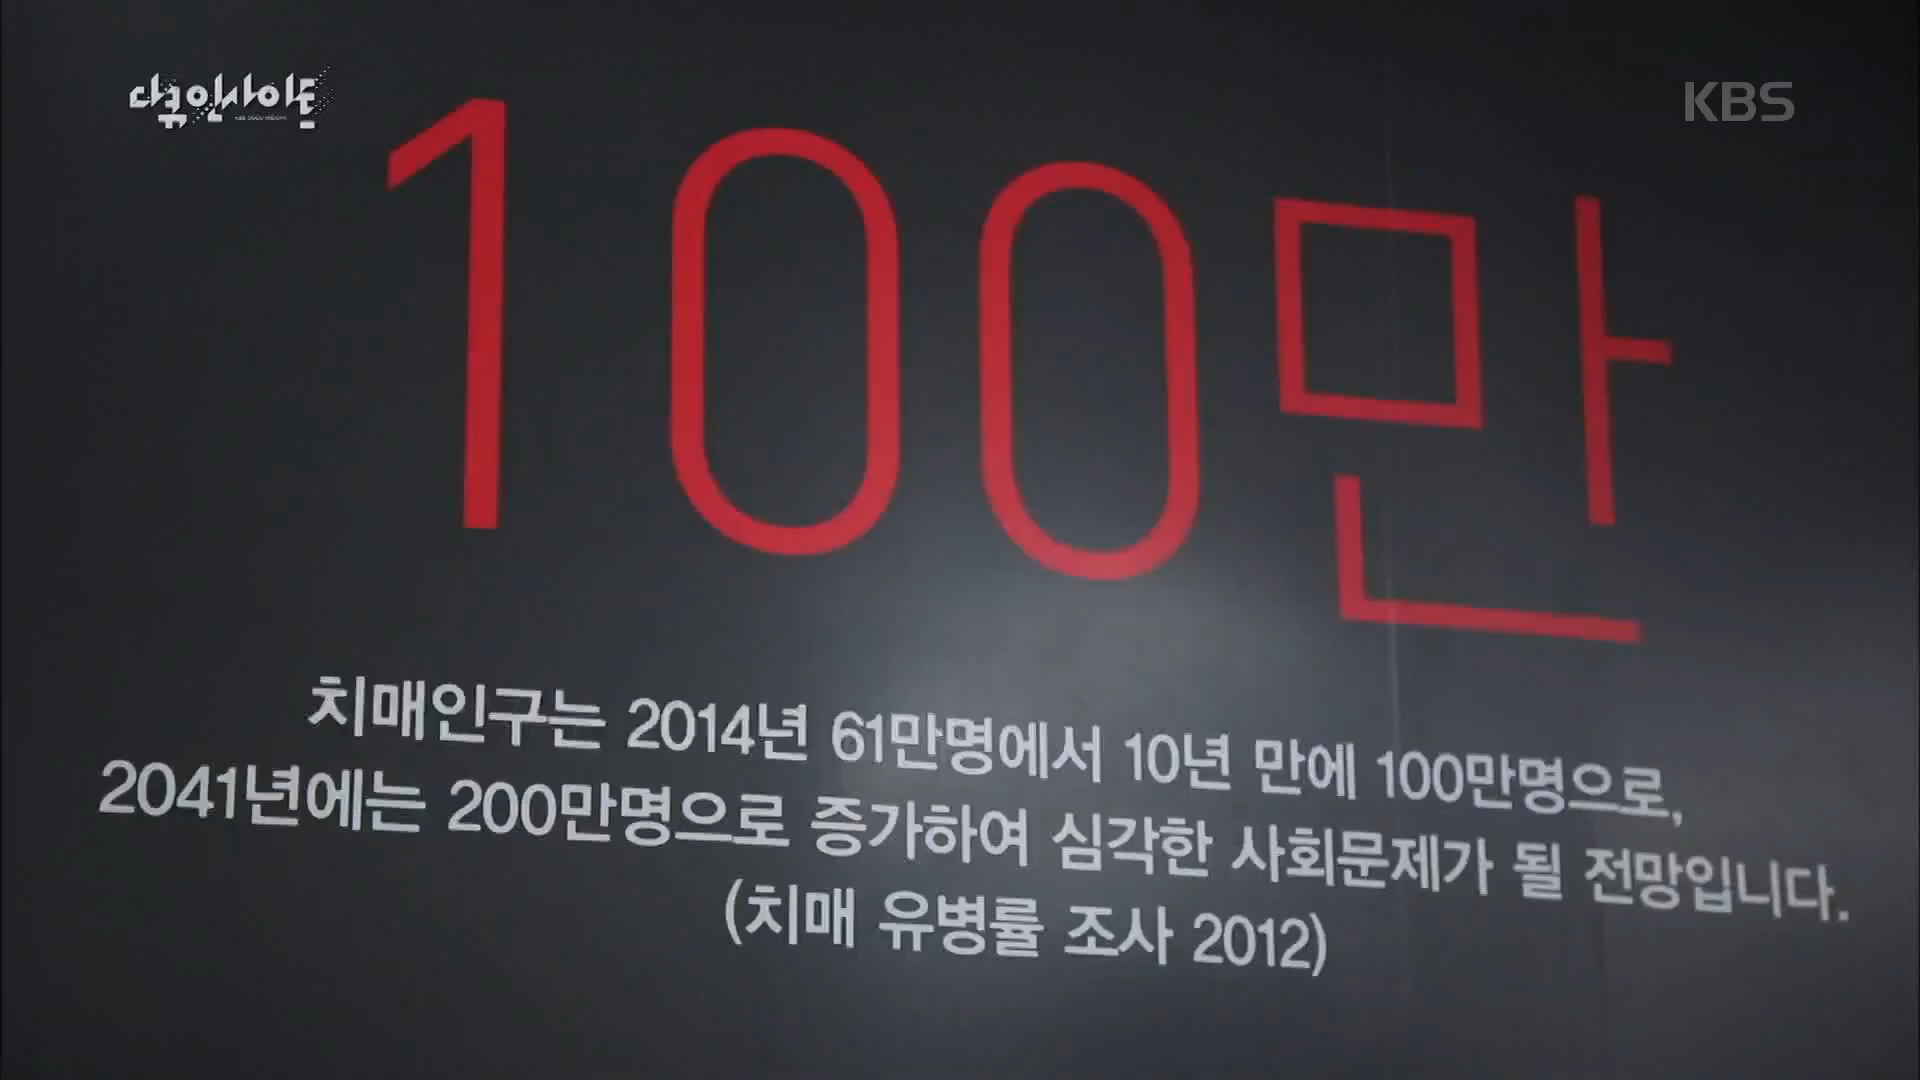 다큐인사이트
KBS
100만
치매인구는 2014년 61만명에서 10년 만에 100만명으로,
2041년에는 200만명으로 증가하여 심각한 사회문제가 될 전망입니다.
(치매 유병률 조사 2012)